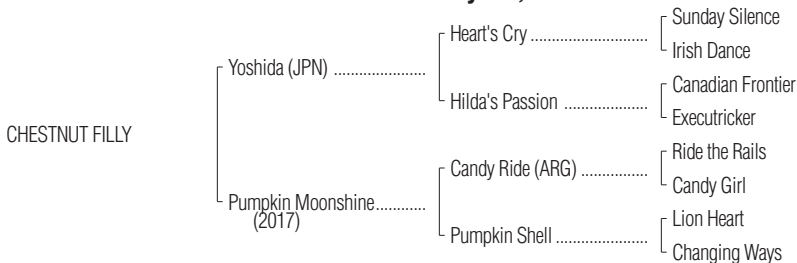 Sunday Silence
Heart's Cry ..........................
Irish Dance
Yoshida (JPN) .....................
Canadian Frontier
Hilda's Passion ...................
Executricker
CHESTNUT FILLY
Ride the Rails
Candy Ride (ARG) ...............
Candy Girl
Pumpkin Moonshine............
(2017)
Lion Heart
Pumpkin Shell .....................
Changing Ways